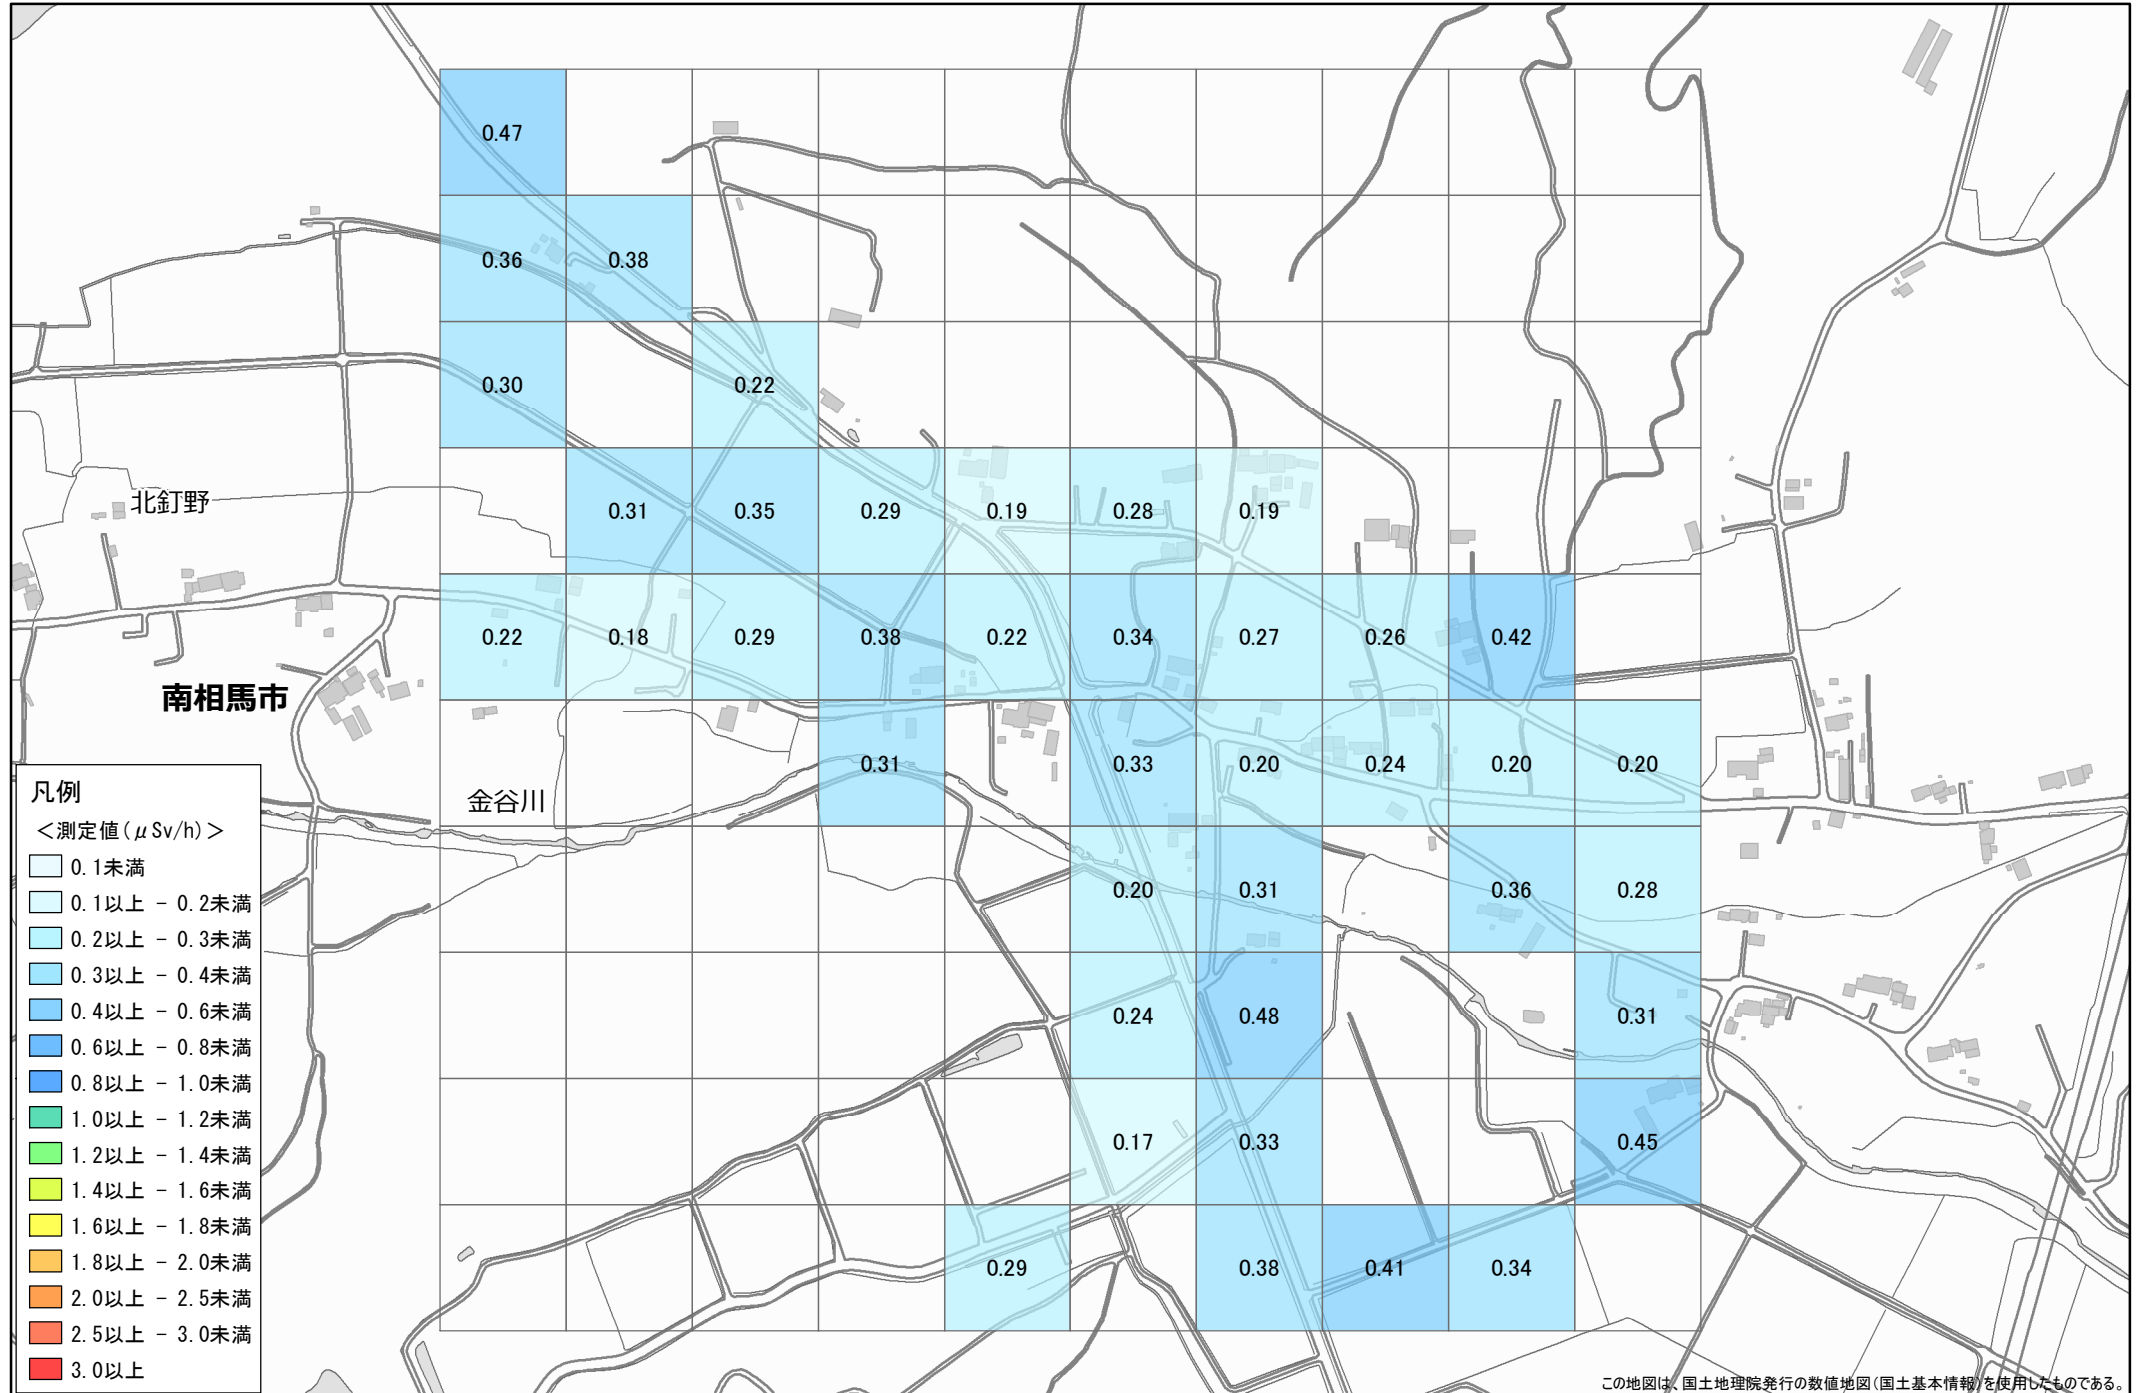 0.47
0.36 0.38
0.30 0.22
北釘野
0.31 0.35 0.29 0.19 0.28 0.19
0.22 0.18 0.29 0.38 0.22 0.34 0.27 0.26 0.42
南相馬市
0.31 0.33 0.20 0.24 0.20 0.20
金谷川
0.20 0.31 0.36 0.28
0.24 0.48 0.31
0.17 0.33 0.45
0.29 0.38 0.41 0.34
凡例
＜測定値(μSv/h)＞
0.1未満
0.1以上 － 0.2未満
0.2以上 － 0.3未満
0.3以上 － 0.4未満
0.4以上 － 0.6未満
0.6以上 － 0.8未満
0.8以上 － 1.0未満
1.0以上 － 1.2未満
1.2以上 － 1.4未満
1.4以上 － 1.6未満
1.6以上 － 1.8未満
1.8以上 － 2.0未満
2.0以上 － 2.5未満
2.5以上 － 3.0未満
3.0以上
この地図は、国土地理院発行の数値地図(国土基本情報)を使用したものである。